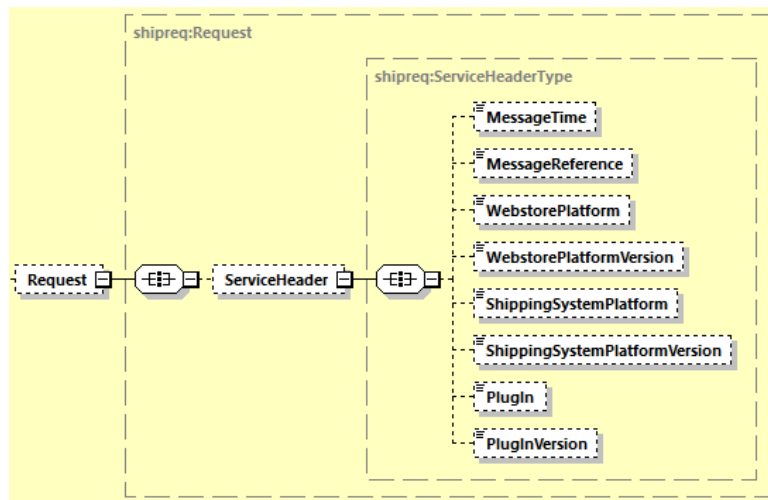 shipreq:Request
shipreq:ServiceHeaderType
MessageTime
MessageReference
WebstorePlatform
WebstorePlatformVersion
Request
ServiceHeader
ShippingSystemPlatform
ShippingSystemPlatformVersion
PlugIn
PlugInVersion